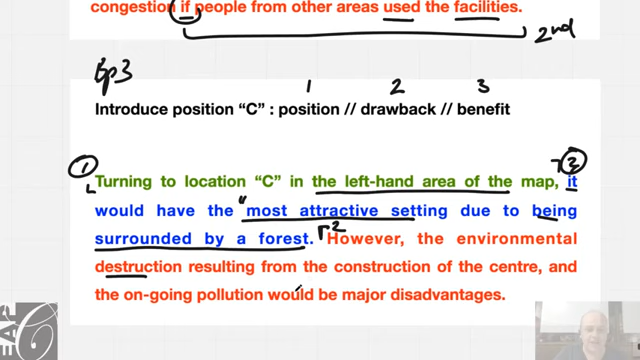 congestion if people from other areas used the facilities.
2nd
Bp3
1 2 3
Introduce position “C” : position // drawback // benefit
1 2
Turning to location “C” in the left-hand area of the map, it
would have the most attractive setting due to being
surrounded by a forest. 2 However, the environmental
destruction resulting from the construction of the centre, and
the on-going pollution would be major disadvantages.
EAP